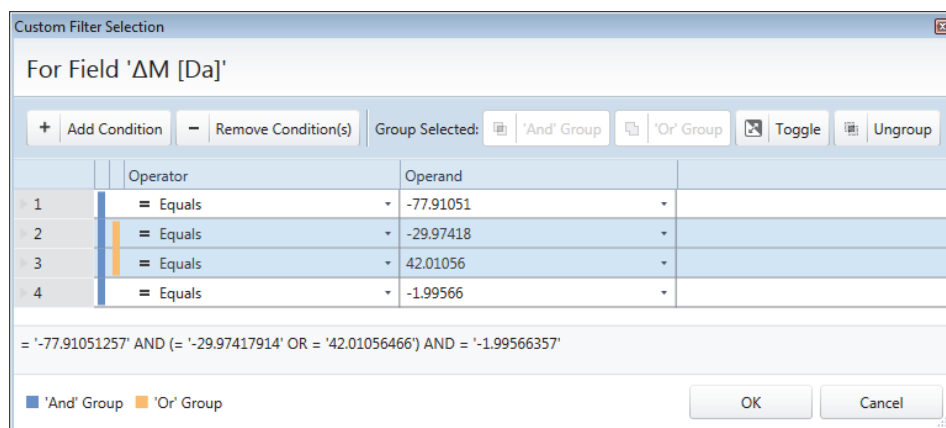 Custom Filter Selection
For Field 'ΔM [Da]'
+ Add Condition − Remove Condition(s) Group Selected: 'And' Group 'Or' Group Toggle Ungroup
Operator Operand
1 = Equals -77.91051
2 = Equals -29.97418
3 = Equals 42.01056
4 = Equals -1.99566
= '-77.91051257' AND (= '-29.97417914' OR = '42.01056466') AND = '-1.99566357'
'And' Group 'Or' Group OK Cancel